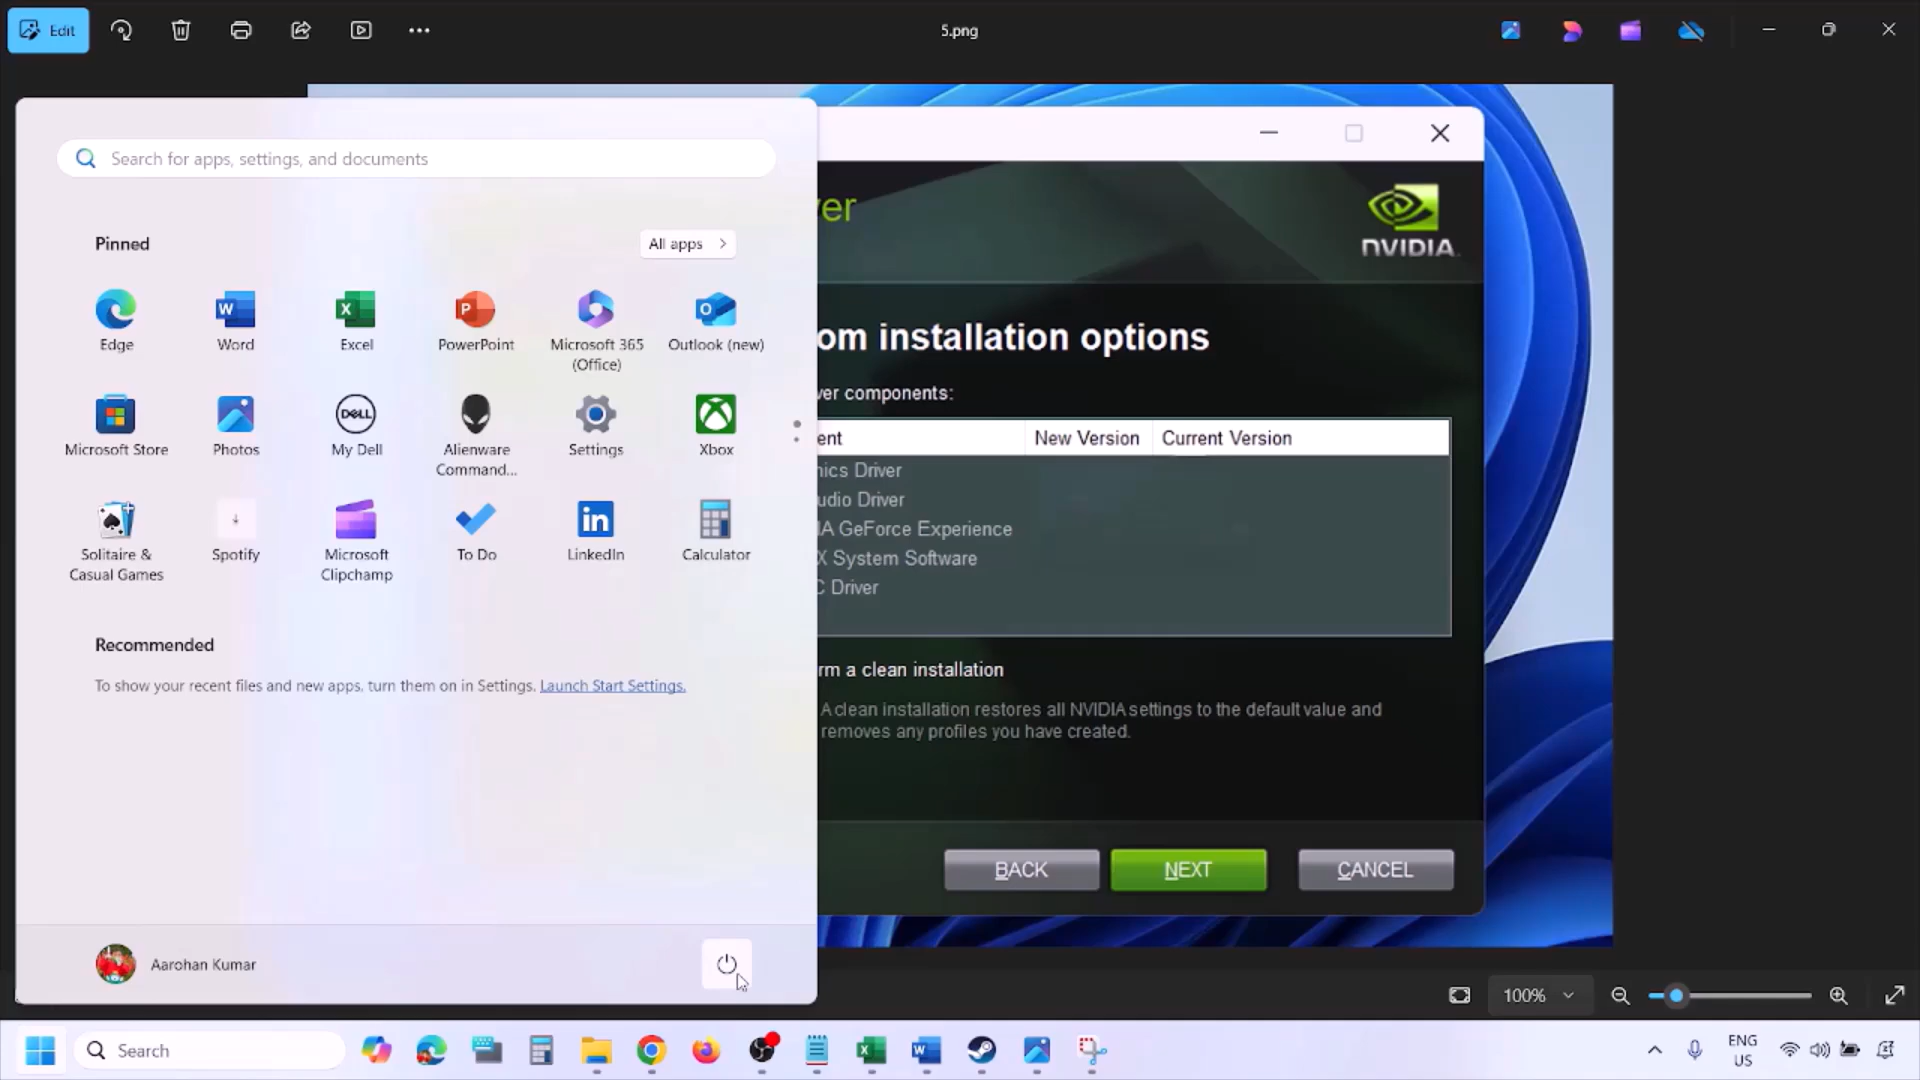 Edit
5.png
Search for apps, settings, and documents
Pinned
All apps
Edge
Word
Excel
PowerPoint
Microsoft 365
(Office)
Outlook (new)
Microsoft Store
Photos
My Dell
Alienware
Command...
Settings
Xbox
Solitaire &
Casual Games
Spotify
Microsoft
Clipchamp
To Do
LinkedIn
Calculator
Recommended
To show your recent files and new apps, turn them on in Settings. Launch Start Settings.
Aarohan Kumar
ver
NVIDIA.
om installation options
ver components:
ent
New Version
Current Version
nics Driver
udio Driver
IA GeForce Experience
X System Software
C Driver
rm a clean installation
A clean installation restores all NVIDIA settings to the default value and
removes any profiles you have created.
BACK
NEXT
CANCEL
100%
Search
ENG
US